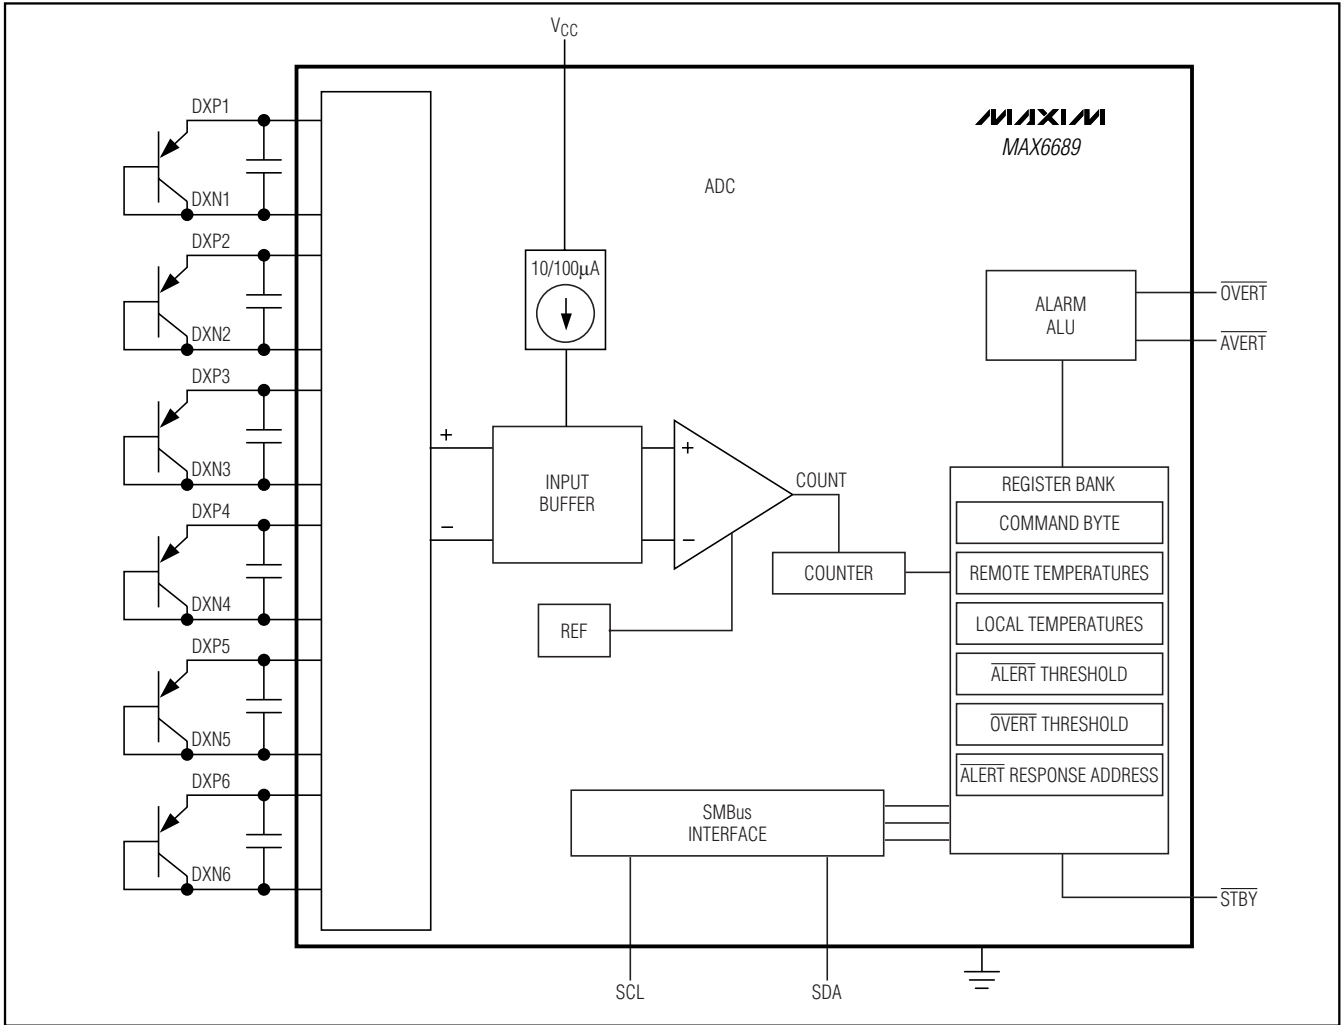 VCC
DXP1
DXN1
DXP2
DXN2
DXP3
DXN3
DXP4
DXN4
DXP5
DXN5
DXP6
DXN6
MAXIM
MAX6689
ADC
10/100μA
+
−
INPUT
BUFFER
+
−
COUNT
COUNTER
REF
ALARM
ALU
OVERT
AVERT
REGISTER BANK
COMMAND BYTE
REMOTE TEMPERATURES
LOCAL TEMPERATURES
ALERT THRESHOLD
OVERT THRESHOLD
ALERT RESPONSE ADDRESS
SMBus
INTERFACE
STBY
SCL
SDA